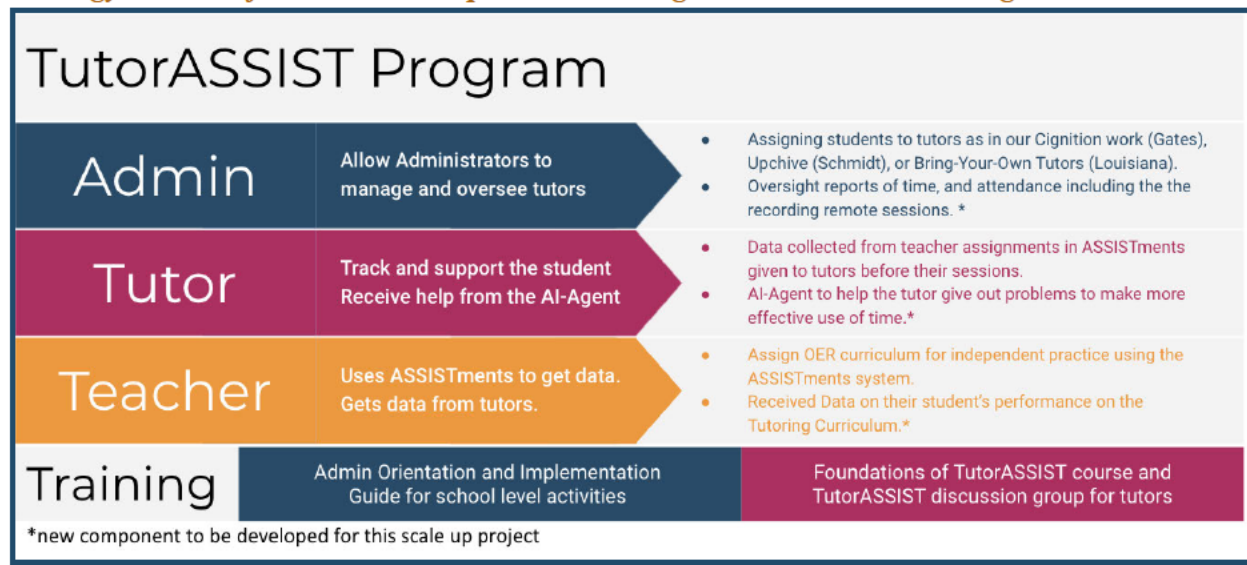 TutorASSIST Program
Admin
Allow Administrators to
manage and oversee tutors
• Assigning students to tutors as in our Cignition work (Gates),
Upchive (Schmidt), or Bring-Your-Own Tutors (Louisiana).
• Oversight reports of time, and attendance including the the
recording remote sessions. *
Tutor
Track and support the student
Receive help from the AI-Agent
• Data collected from teacher assignments in ASSISTments
given to tutors before their sessions.
• AI-Agent to help the tutor give out problems to make more
effective use of time.*
Teacher
Uses ASSISTments to get data.
Gets data from tutors.
• Assign OER curriculum for independent practice using the
ASSISTments system.
• Received Data on their student's performance on the
Tutoring Curriculum.*
Training
Admin Orientation and Implementation
Guide for school level activities
Foundations of TutorASSIST course and
TutorASSIST discussion group for tutors
*new component to be developed for this scale up project